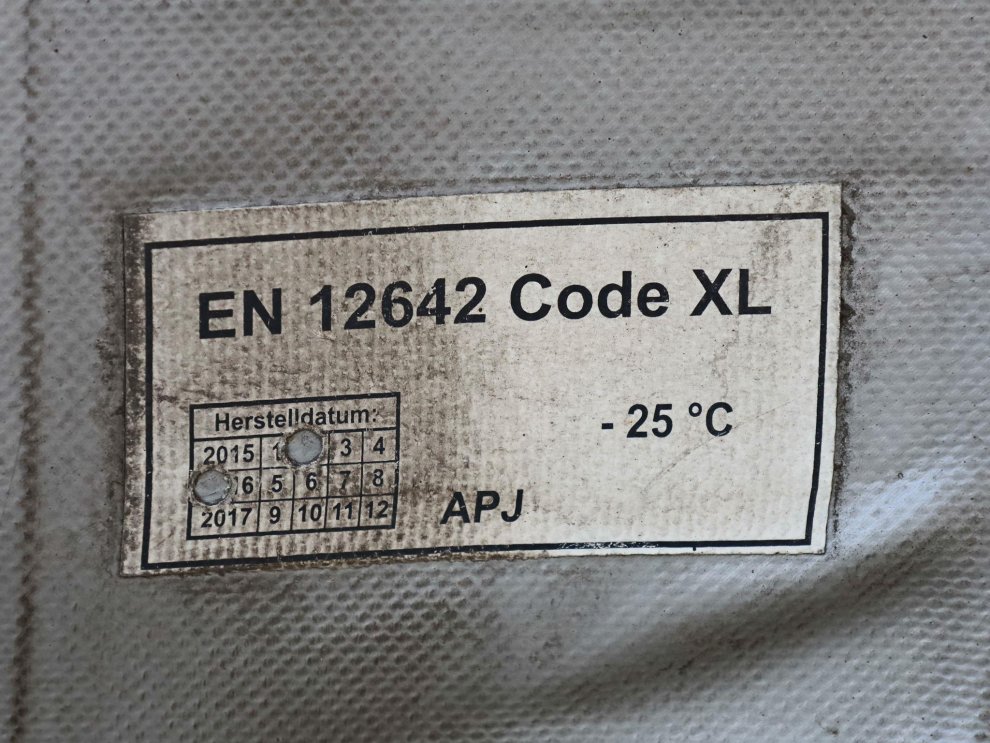 EN 12642 Code XL
- 25 °C
Herstelldatum:
2015 1 3 4
6 5 6 7 8
2017 9 10 11 12
APJ